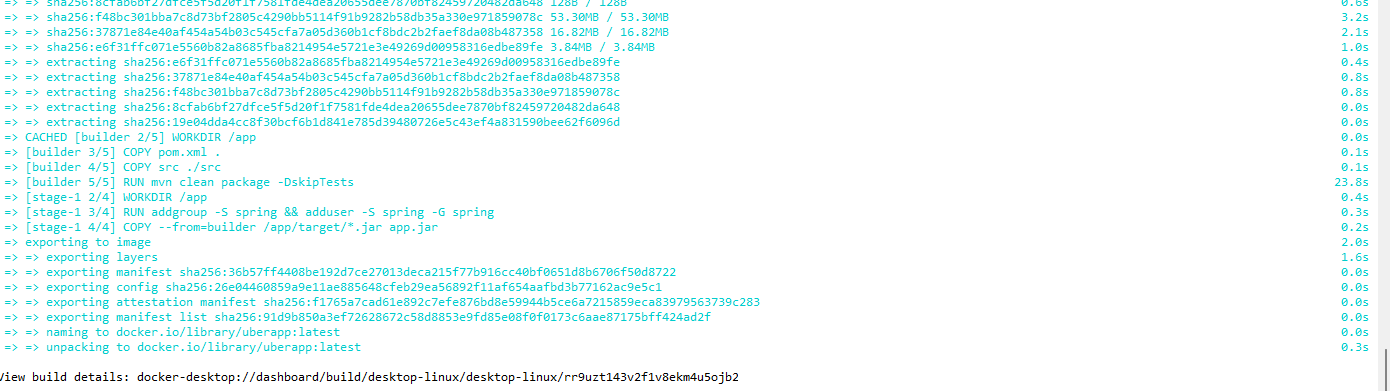 => => sha256:8cfab6bf27dfce5f5d20f1f7581fde4dea20655dee7870bf82459720482da648 128B / 128B 0.6s
=> => sha256:f48bc301bba7c8d73bf2805c4290bb5114f91b9282b58db35a330e971859078c 53.30MB / 53.30MB 3.2s
=> => sha256:37871e84e40af454a54b03c545cfa7a05d360b1cf8bdc2b2faef8da08b487358 16.82MB / 16.82MB 2.1s
=> => sha256:e6f31ffc071e5560b82a8685fba8214954e5721e3e49269d00958316edbe89fe 3.84MB / 3.84MB 1.0s
=> => extracting sha256:e6f31ffc071e5560b82a8685fba8214954e5721e3e49269d00958316edbe89fe 0.4s
=> => extracting sha256:37871e84e40af454a54b03c545cfa7a05d360b1cf8bdc2b2faef8da08b487358 0.8s
=> => extracting sha256:f48bc301bba7c8d73bf2805c4290bb5114f91b9282b58db35a330e971859078c 0.8s
=> => extracting sha256:8cfab6bf27dfce5f5d20f1f7581fde4dea20655dee7870bf82459720482da648 0.0s
=> => extracting sha256:19e04dda4cc8f30bcf6b1d841e785d39480726e5c43ef4a831590bee62f6096d 0.0s
=> CACHED [builder 2/5] WORKDIR /app 0.0s
=> [builder 3/5] COPY pom.xml . 0.1s
=> [builder 4/5] COPY src ./src 0.1s
=> [builder 5/5] RUN mvn clean package -DskipTests 23.8s
=> [stage-1 2/4] WORKDIR /app 0.4s
=> [stage-1 3/4] RUN addgroup -S spring && adduser -S spring -G spring 0.3s
=> [stage-1 4/4] COPY --from=builder /app/target/*.jar app.jar 0.2s
=> exporting to image 2.0s
=> => exporting layers 1.6s
=> => exporting manifest sha256:36b57ff4408be192d7ce27013deca215f77b916cc40bf0651d8b6706f50d8722 0.0s
=> => exporting config sha256:26e04460859a9e11ae885648cfeb29ea56892f11af654aafbd3b77162ac9e5c1 0.0s
=> => exporting attestation manifest sha256:f1765a7cad61e892c7efe876bd8e59944b5ce6a7215859eca83979563739c283 0.0s
=> => exporting manifest list sha256:91d9b850a3ef72628672c58d8853e9fd85e08f0f0173c6aae87175bff424ad2f 0.0s
=> => naming to docker.io/library/uberapp:latest 0.0s
=> => unpacking to docker.io/library/uberapp:latest 0.3s
View build details: docker-desktop://dashboard/build/desktop-linux/desktop-linux/rr9uzt143v2f1v8ekm4u5ojb2